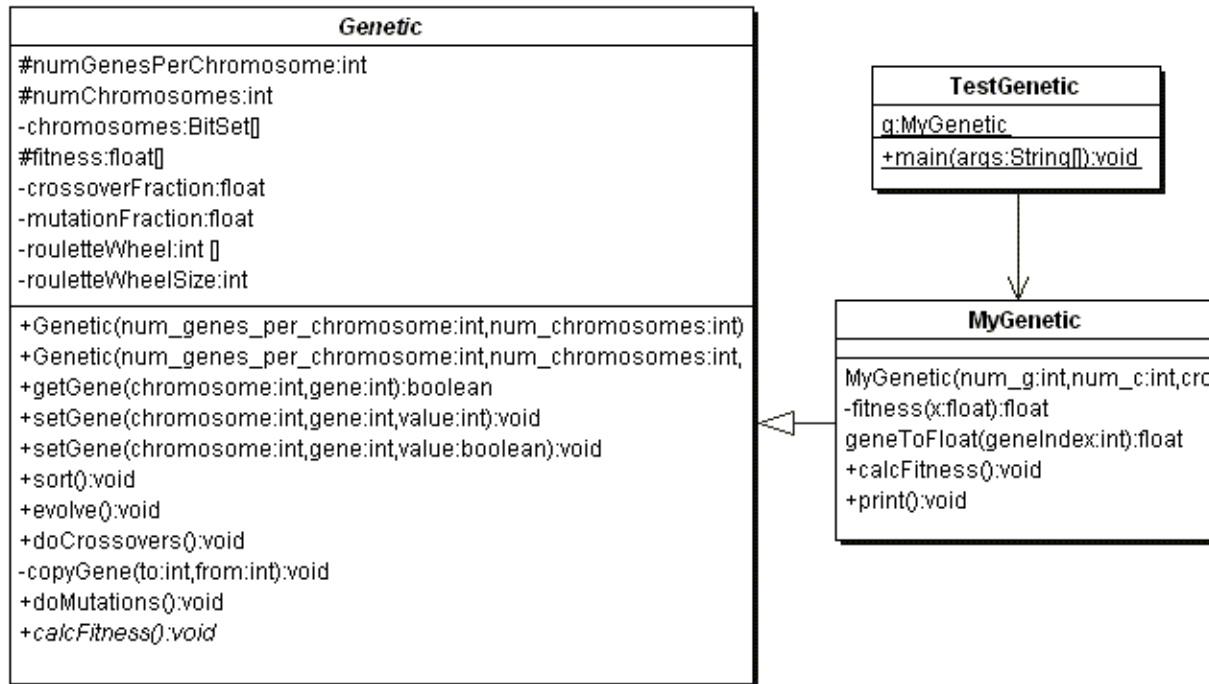 Genetic
#numGenesPerChromosome:int
#numChromosomes:int
-chromosomes:BitSet[]
#fitness:float[]
-crossoverFraction:float
-mutationFraction:float
-rouletteWheel:int []
-rouletteWheelSize:int
+Genetic(num_genes_per_chromosome:int,num_chromosomes:int)
+Genetic(num_genes_per_chromosome:int,num_chromosomes:int,
+getGene(chromosome:int,gene:int):boolean
+setGene(chromosome:int,gene:int,value:int):void
+setGene(chromosome:int,gene:int,value:boolean):void
+sort():void
+evolve():void
+doCrossovers():void
-copyGene(to:int,from:int):void
+doMutations():void
+calcFitness():void
TestGenetic
g:MyGenetic
+main(args:String[]):void
MyGenetic
MyGenetic(num_g:int,num_c:int,cro
-fitness(x:float):float
geneToFloat(geneIndex:int):float
+calcFitness():void
+print():void